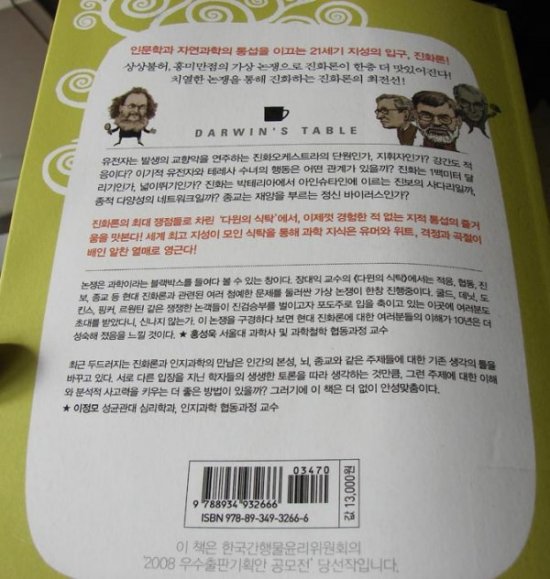 인문학과 자연과학의 통섭을 이끄는 21세기 지성의 입구, 진화론!
상상불허, 흥미만점의 가상 논쟁으로 진화론이 한층 더 맛있어진다!
치열한 논쟁을 통해 진화하는 진화론의 최전선!
DARWIN'S TABLE
유전자는 발생의 교향악을 연주하는 진화오케스트라의 단원인가, 지휘자인가? 강간도 적
응이다? 이기적 유전자와 테레사 수녀의 행동은 어떤 관계가 있을까? 진화는 1백미터 달
리기인가, 넓이뛰기인가? 진화는 박테리아에서 아인슈타인에 이르는 진보의 사다리일까,
종적 다양성의 네트워크일까? 종교는 재앙을 부르는 정신 바이러스인가?
진화론의 최대 쟁점들로 차린 '다윈의 식탁'에서, 이제껏 경험한 적 없는 지적 통섭의 즐거
움을 맛본다! 세계 최고 지성이 모인 식탁을 통해 과학 지식은 유머와 위트, 격정과 곡절이
배인 알찬 열매로 영근다!
논쟁은 과학이라는 블랙박스를 들여다 볼 수 있는 창이다. 장대익 교수의 《다윈의 식탁》에서는 적응, 협동, 진
보, 종교 등 현대 진화론과 관련된 여러 첨예한 문제를 둘러싼 가상 논쟁이 한창 진행중이다. 굴드, 데닛, 도
킨스, 핑커, 르원틴 같은 쟁쟁한 논객들이 진검승부를 벌이고자 포도주로 입을 축이고 있는 이곳에 여러분도
초대를 받았다니, 신나지 않는가. 이 논쟁을 구경하다 보면 현대 진화론에 대한 여러분들의 이해가 10년은 더
성숙해 졌음을 느낄 것이다. ★ 홍성욱 서울대 과학사 및 과학철학 협동과정 교수
최근 두드러지는 진화론과 인지과학의 만남은 인간의 본성, 뇌, 종교와 같은 주제들에 대한 기존 생각의 틀을
바꾸고 있다. 서로 다른 입장을 지닌 학자들의 생생한 토론을 따라 생각하는 것만큼, 그런 주제에 대한 이해
와 분석적 사고력을 키우는 더 좋은 방법이 있을까? 그러기에 이 책은 더 없이 안성맞춤이다.
★ 이정모 성균관대 심리학과, 인지과학 협동과정 교수
03470
9 788934 932666
ISBN 978-89-349-3266-6
값 13,000원
이 책은 한국간행물윤리위원회의
'2008 우수출판기획안 공모전' 당선작입니다.